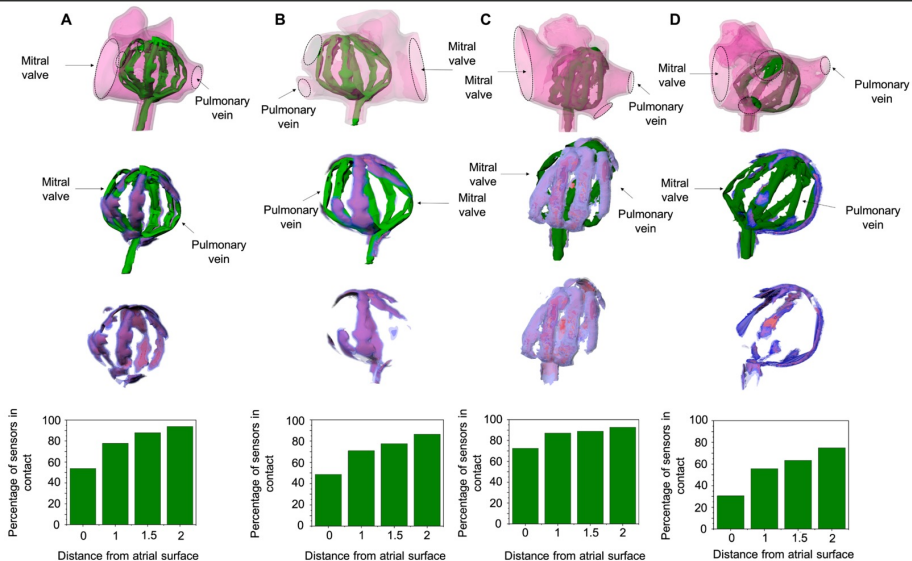 A
B
C
D
Mitral
valve
Pulmonary
vein
Pulmonary
vein
Mitral
valve
Mitral
valve
Pulmonary
vein
Mitral
valve
Pulmonary
vein
Mitral
valve
Pulmonary
vein
Pulmonary
vein
Mitral
valve
Mitral
valve
Pulmonary
vein
Mitral
valve
Pulmonary
vein
Percentage of sensors in
contact
100
80
60
40
20
0
0 1 1.5 2
Distance from atrial surface
Percentage of sensors in
contact
100
80
60
40
20
0
0 1 1.5 2
Distance from atrial surface
Percentage of sensors in
contact
100
80
60
40
20
0
0 1 1.5 2
Distance from atrial surface
Percentage of sensors in
contact
100
80
60
40
20
0
0 1 1.5 2
Distance from atrial surface